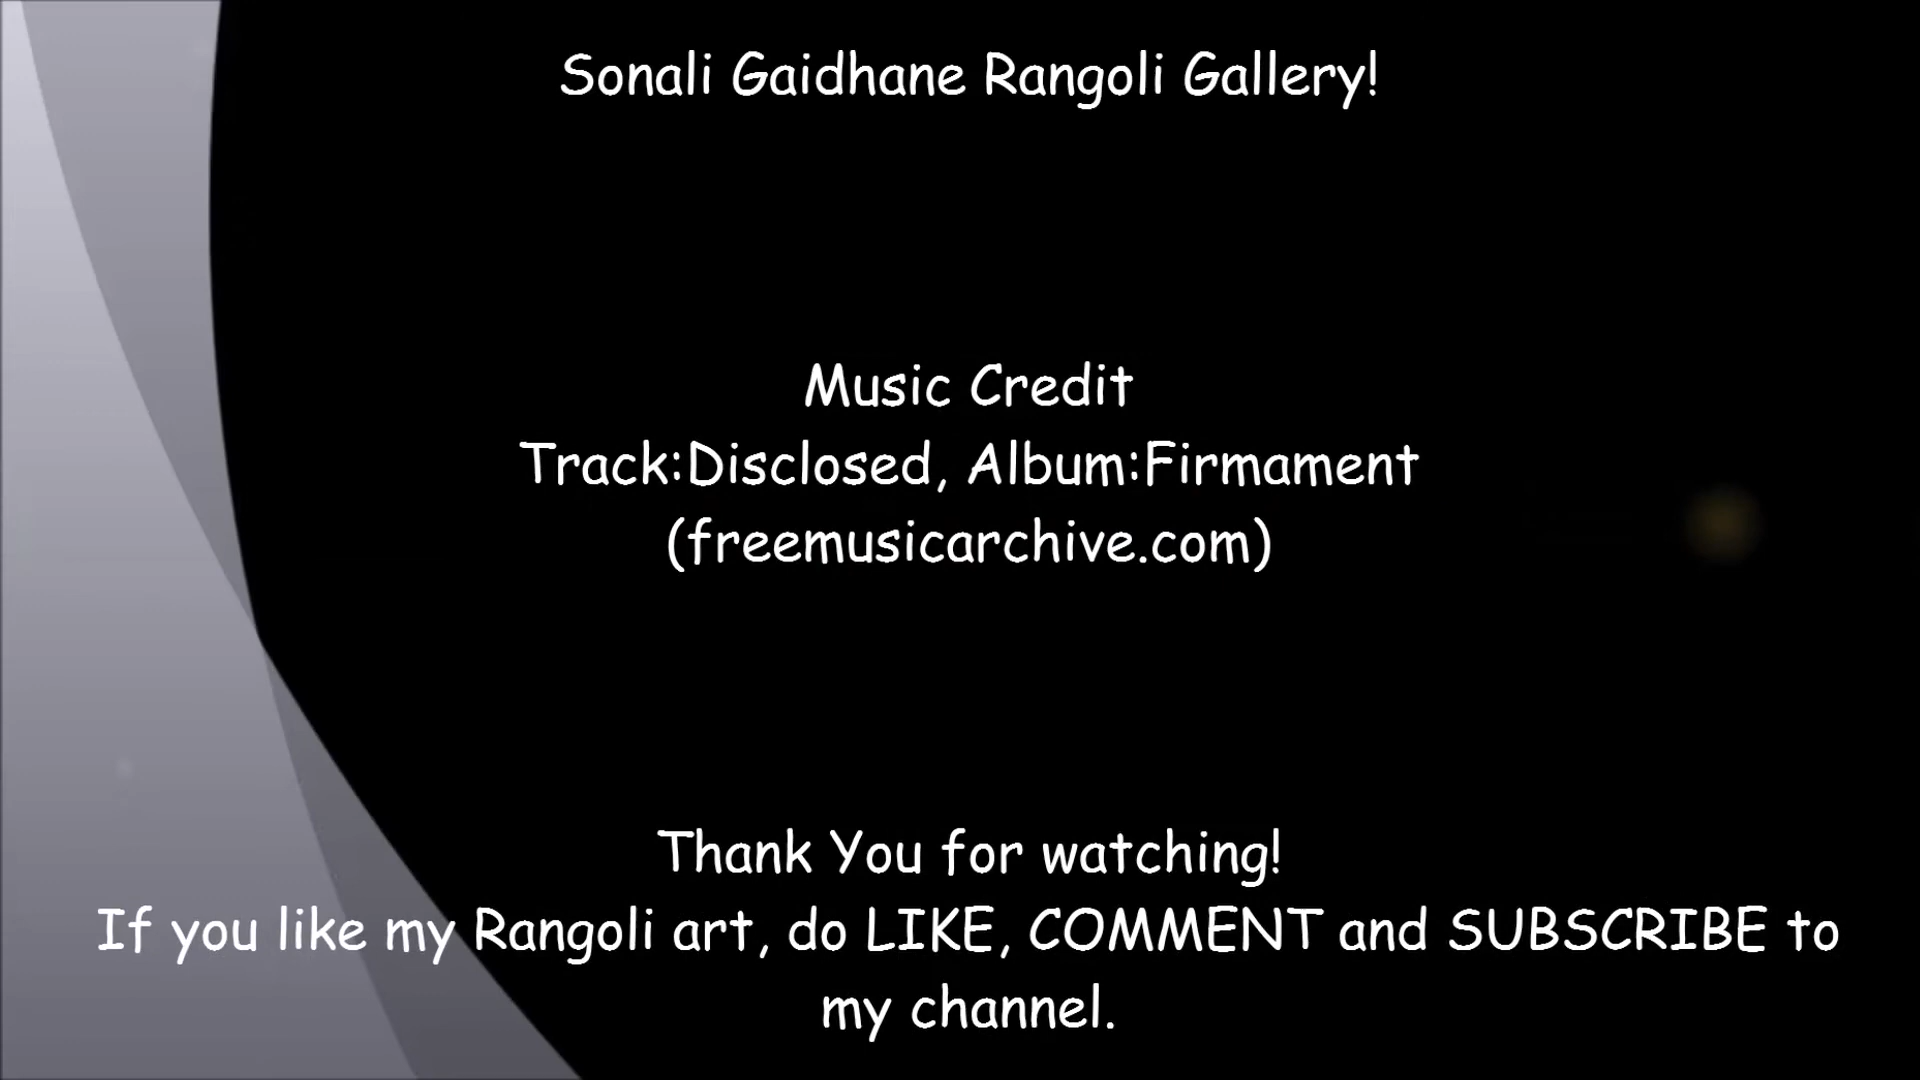 Sonali Gaidhane Rangoli Gallery!
Music Credit
Track:Disclosed, Album:Firmament
(freemusicarchive.com)
Thank You for watching!
If you like my Rangoli art, do LIKE, COMMENT and SUBSCRIBE to
my channel.